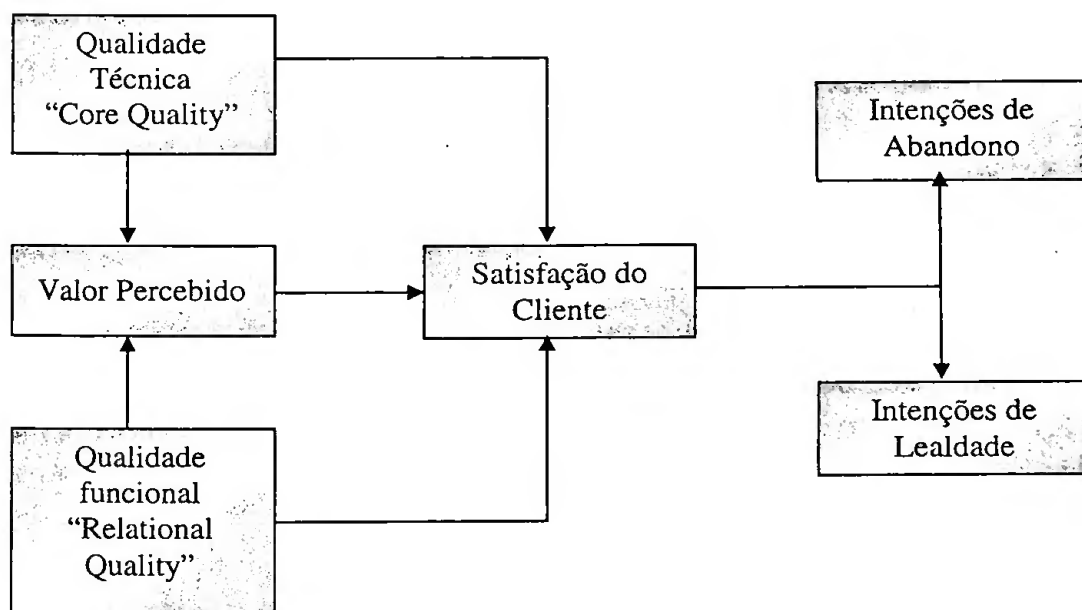 Qualidade
Técnica
“Core Quality”
Valor Percebido
Qualidade
funcional
“Relational
Quality”
Satisfação do
Cliente
Intenções de
Abandono
Intenções de
Lealdade